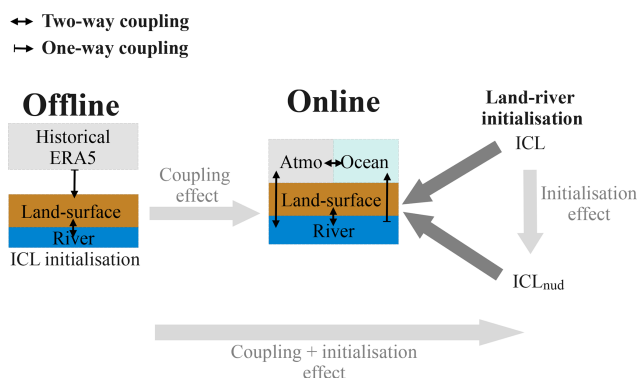 Two-way coupling
One-way coupling
Offline
Historical
ERA5
Land-surface
River
ICL initialisation
Coupling
effect
Online
Atmo
Ocean
Land-surface
River
Land-river
initialisation
ICL
Initialisation
effect
ICLnud
Coupling + initialisation
effect